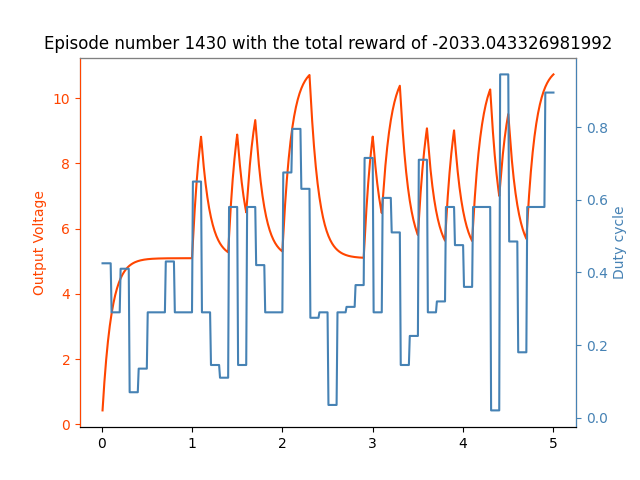 Episode number 1430 with the total reward of -2033.043326981992
10
8
6
4
2
0
Output Voltage
0.8
0.6
0.4
0.2
0.0
Duty cycle
0 1 2 3 4 5